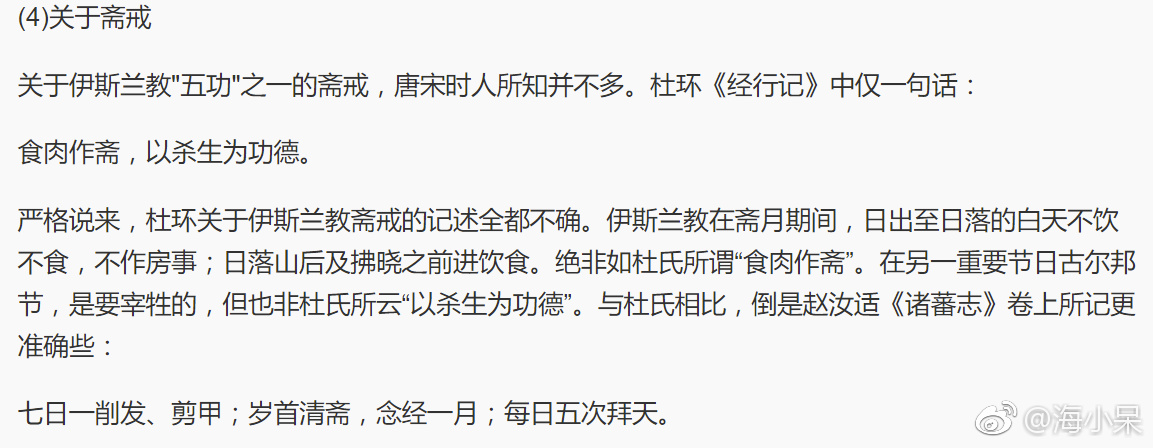 (4)关于斋戒
关于伊斯兰教"五功"之一的斋戒，唐宋时人所知并不多。杜环《经行记》中仅一句话：
食肉作斋，以杀生为功德。
严格说来，杜环关于伊斯兰教斋戒的记述全都不确。伊斯兰教在斋月期间，日出至日落的白天不饮
不食，不作房事；日落山后及拂晓之前进饮食。绝非如杜氏所谓“食肉作斋”。在另一重要节日古尔邦
节，是要宰牲的，但也非杜氏所云“以杀生为功德”。与杜氏相比，倒是赵汝适《诸蕃志》卷上所记更
准确些：
七日一削发、剪甲；岁首清斋，念经一月；每日五次拜天。
@海小呆